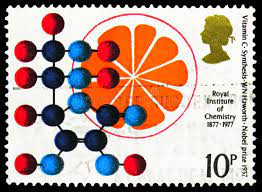 Vitamin C-Synthesis-W.N.Haworth-Nobel prize 1937
Royal
Institute
of
Chemistry
1877-1977
10P